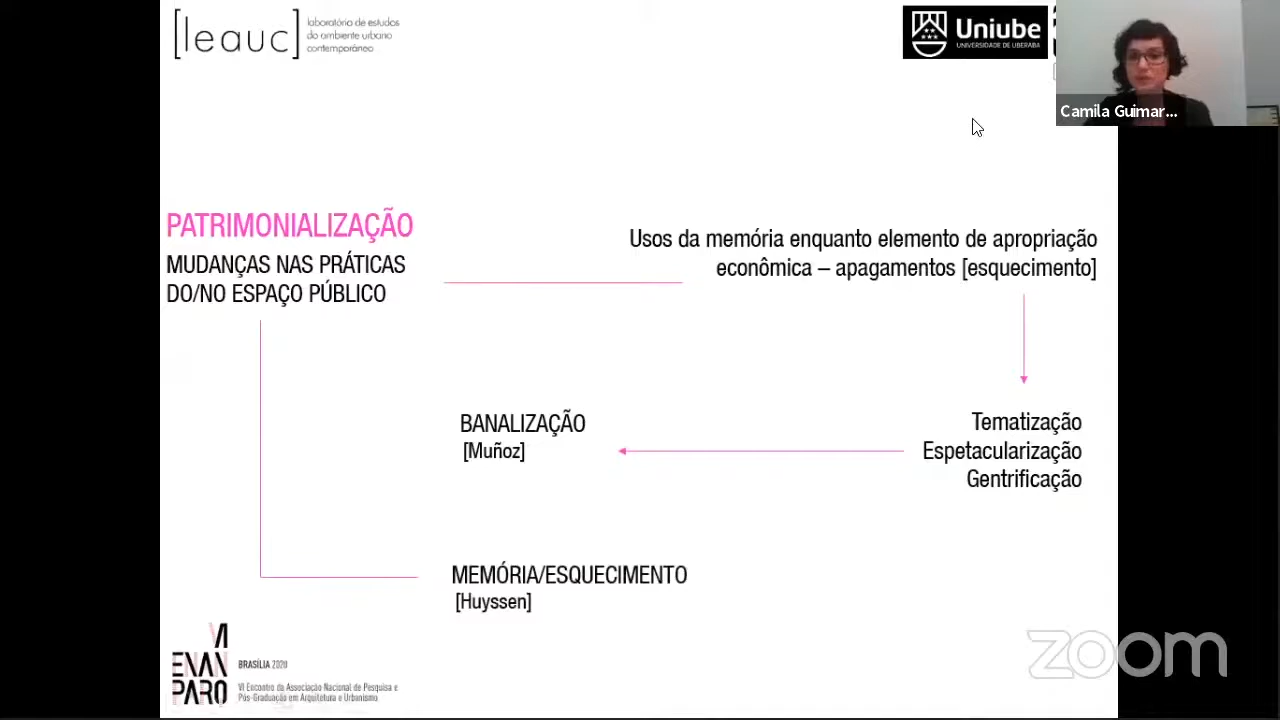 [leauc]
laboratório de estudos
do ambiente urbano
contemporâneo
Uniube
UNIVERSIDADE DE UBERABA
Camila Guimar...
PATRIMONIALIZAÇÃO
MUDANÇAS NAS PRÁTICAS
DO/NO ESPAÇO PÚBLICO
Usos da memória enquanto elemento de apropriação
econômica – apagamentos [esquecimento]
Tematização
Espetacularização
Gentrificação
BANALIZAÇÃO
[Muñoz]
MEMÓRIA/ESQUECIMENTO
[Huyssen]
VI
ENAN
PARQ
BRASÍLIA 2020
VI Encontro da Associação Nacional de Pesquisa e
Pós-Graduação em Arquitetura e Urbanismo
zoom